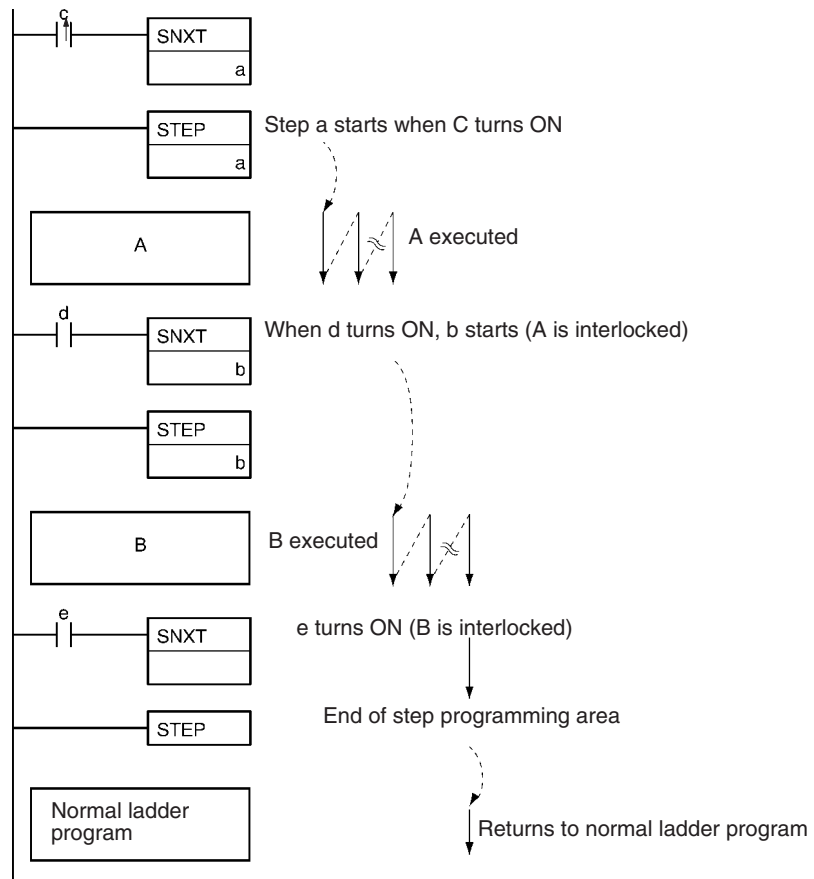 c
SNXT
a
STEP
a
Step a starts when C turns ON
A
A executed
d
SNXT
b
When d turns ON, b starts (A is interlocked)
STEP
b
B
B executed
e
SNXT
e turns ON (B is interlocked)
End of step programming area
STEP
Normal ladder
program
Returns to normal ladder program